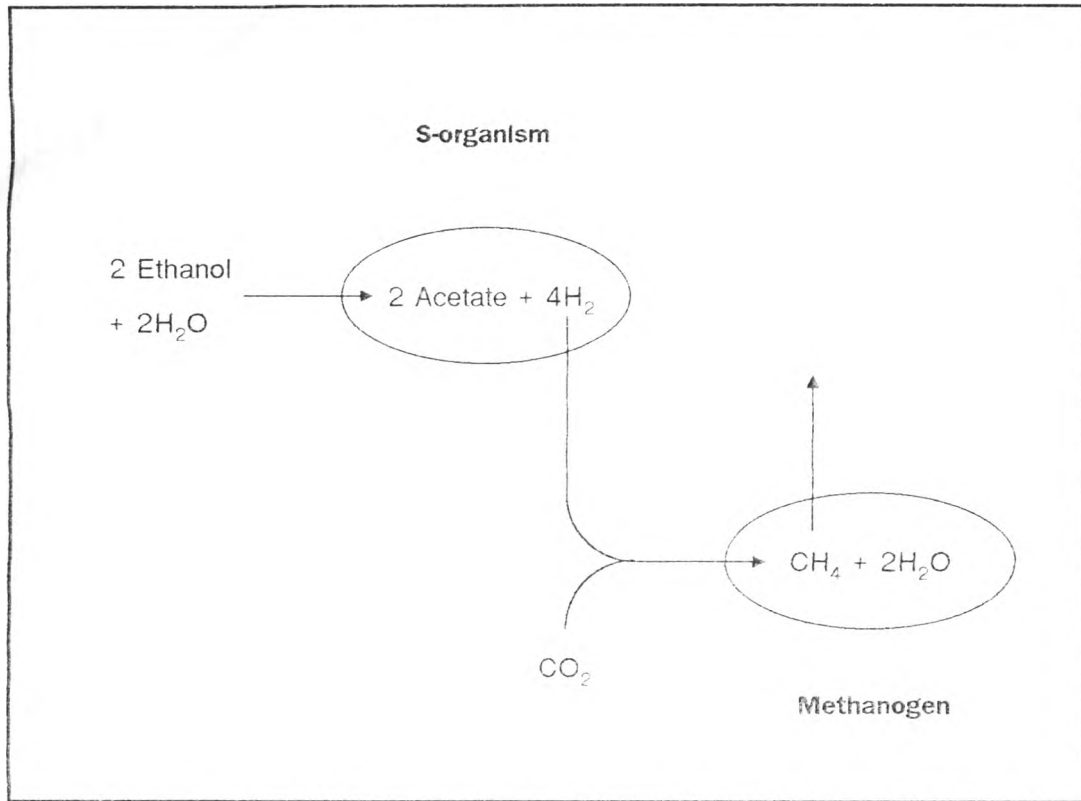 S-organism
2 Ethanol
+ 2H₂O
2 Acetate + 4H₂
CH₄ + 2H₂O
CO₂
Methanogen